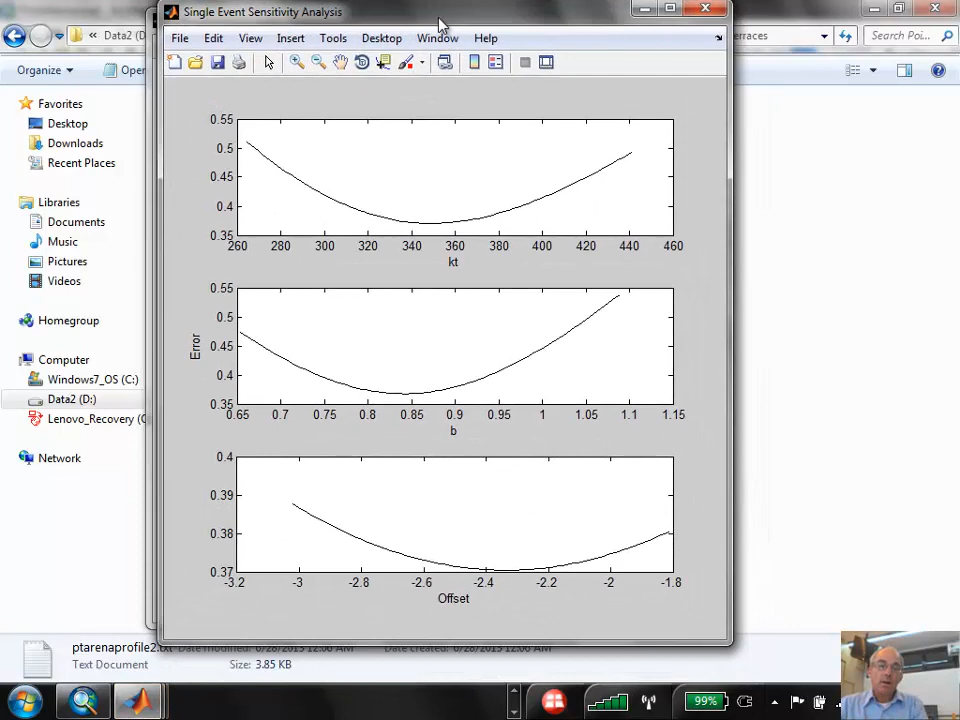 Single Event Sensitivity Analysis
Data2 (D
erraces
Search Poi...
File Edit View Insert Tools Desktop Window Help
Organize
Open
Favorites
Desktop
Downloads
Recent Places
Libraries
Documents
Music
Pictures
Videos
Homegroup
Computer
Windows7_OS (C:)
Data2 (D:)
Lenovo_Recovery (
Network
0.55
0.5
0.45
0.4
0.35
260 280 300 320 340 360 380 400 420 440 460
kt
0.55
0.5
Error
0.45
0.4
0.35
0.65 0.7 0.75 0.8 0.85 0.9 0.95 1 1.05 1.1 1.15
b
0.4
0.39
0.38
0.37
-3.2 -3 -2.8 -2.6 -2.4 -2.2 -2 -1.8
Offset
ptarenaprofile2.txt Date modified: 6/28/2013 12:00 AM Date created: 6/28/2013 12:00 AM
Text Document Size: 3.85 KB
99%